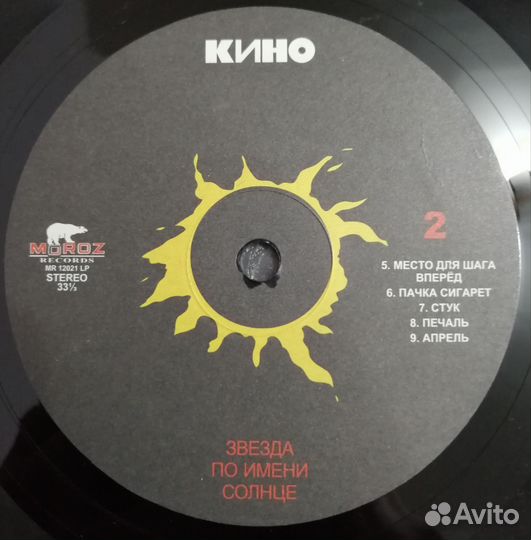 КИНО
MOROZ
RECORDS
MR 12021 LP
STEREO
33⅓
2
5. МЕСТО ДЛЯ ШАГА
ВПЕРЁД
6. ПАЧКА СИГАРЕТ
7. СТУК
8. ПЕЧАЛЬ
9. АПРЕЛЬ
ЗВЕЗДА
ПО ИМЕНИ
СОЛНЦЕ
Avito